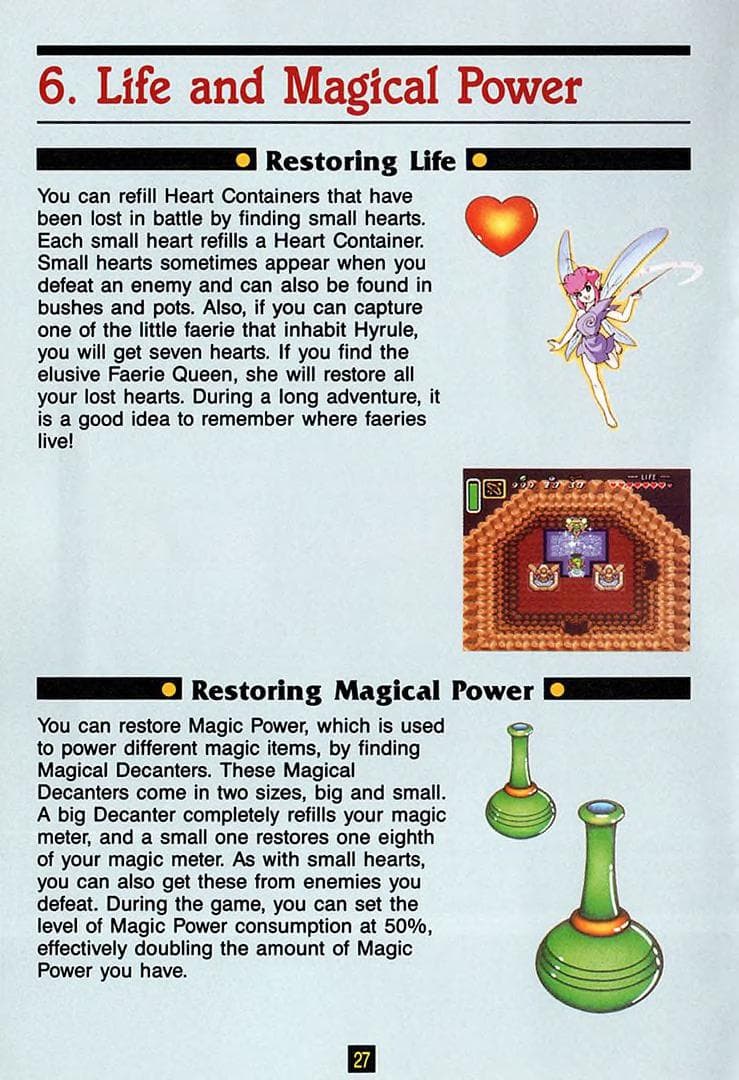 6. Life and Magical Power
Restoring Life
You can refill Heart Containers that have
been lost in battle by finding small hearts.
Each small heart refills a Heart Container.
Small hearts sometimes appear when you
defeat an enemy and can also be found in
bushes and pots. Also, if you can capture
one of the little faerie that inhabit Hyrule,
you will get seven hearts. If you find the
elusive Faerie Queen, she will restore all
your lost hearts. During a long adventure, it
is a good idea to remember where faeries
live!
LIFE
Restoring Magical Power
You can restore Magic Power, which is used
to power different magic items, by finding
Magical Decanters. These Magical
Decanters come in two sizes, big and small.
A big Decanter completely refills your magic
meter, and a small one restores one eighth
of your magic meter. As with small hearts,
you can also get these from enemies you
defeat. During the game, you can set the
level of Magic Power consumption at 50%,
effectively doubling the amount of Magic
Power you have.
27